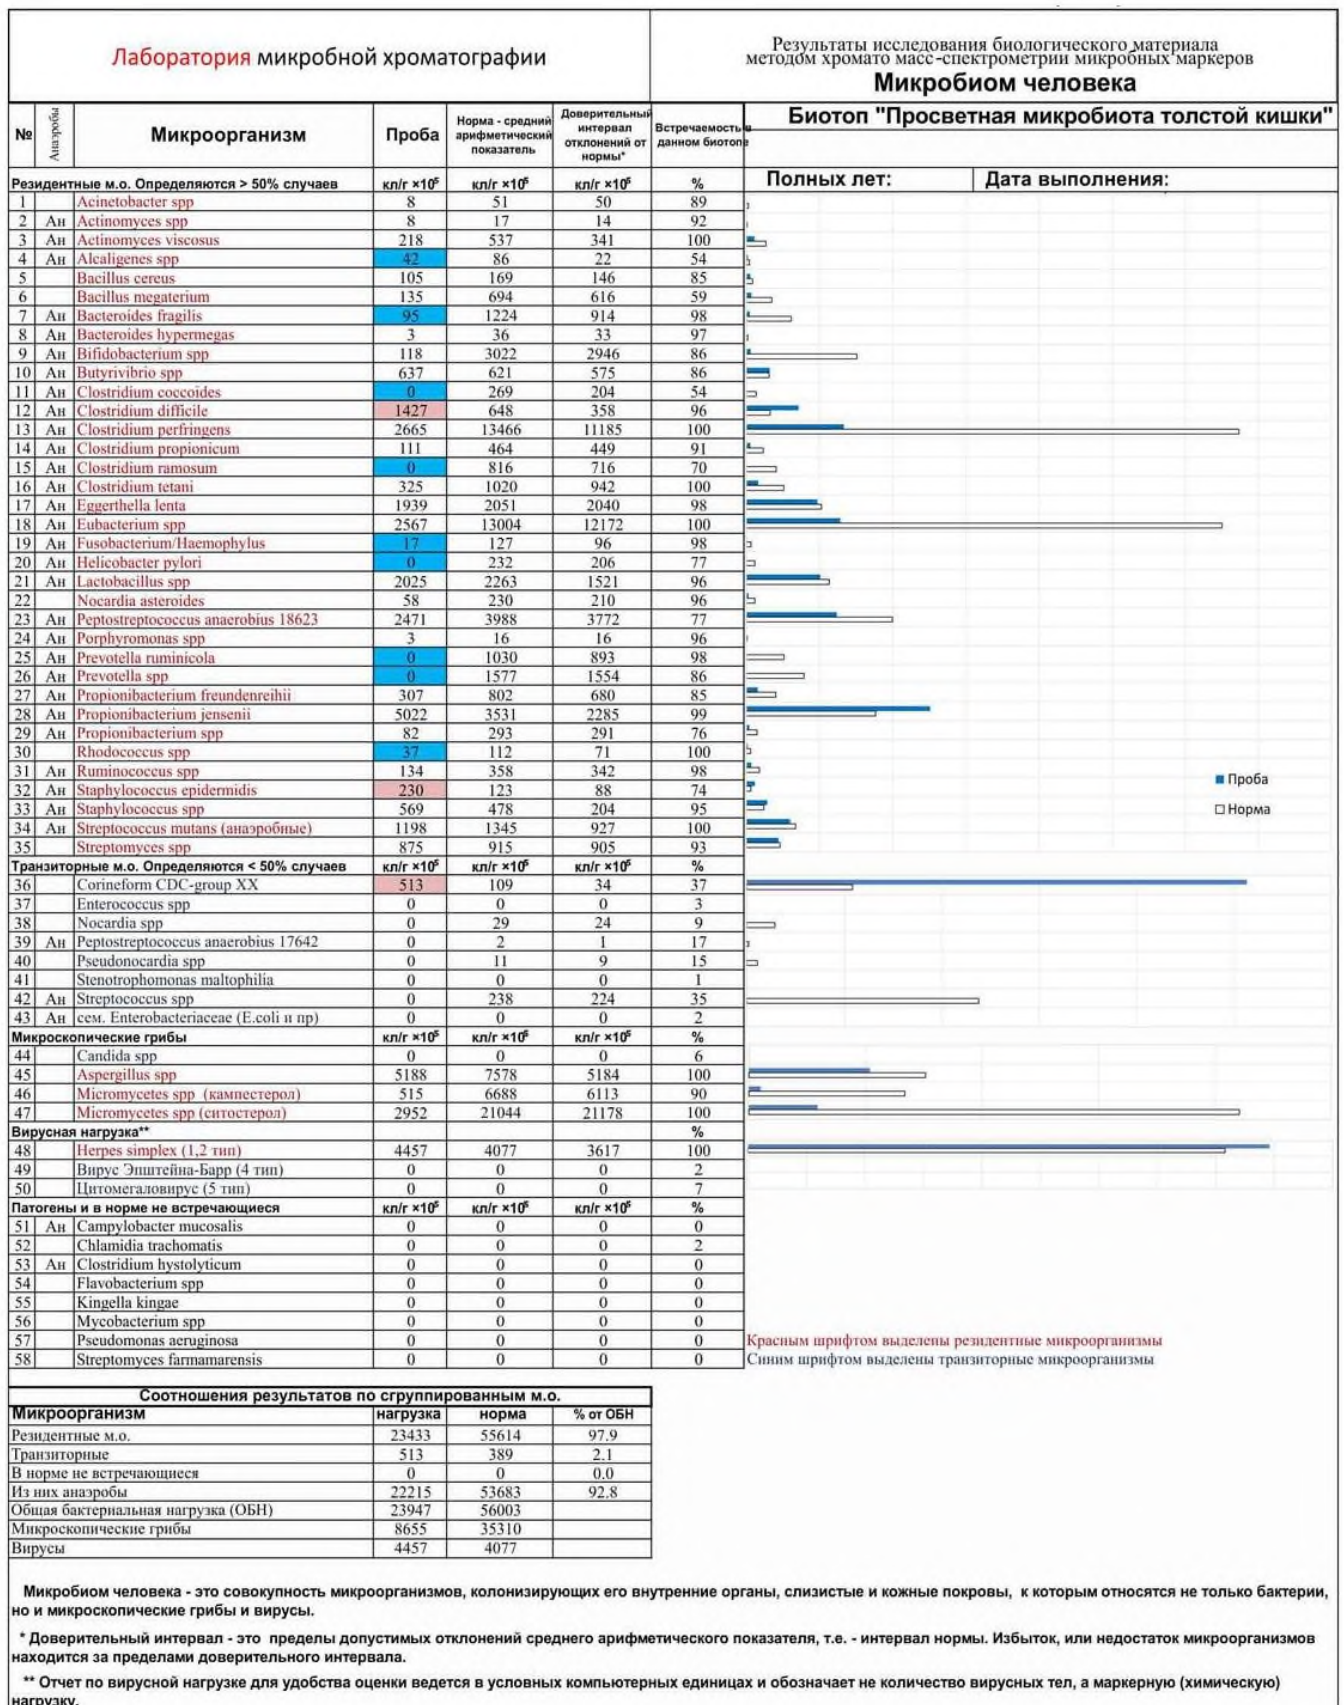 Лаборатория микробной хроматографии
Результаты исследования биологического материала
методом хромато масс-спектрометрии микробных маркеров
Микробиом человека
№ Анаэробы Микроорганизм Проба Норма - средний арифметический показатель Доверительный интервал отклонений от нормы* Встречаемость в данном биотопе
Биотоп "Просветная микробиота толстой кишки"
Резидентные м.о. Определяются > 50% случаев кл/г ×10⁵ кл/г ×10⁵ кл/г ×10⁵ %
Полных лет: Дата выполнения:
1 Acinetobacter spp 8 51 50 89
2 Ан Actinomyces spp 8 17 14 92
3 Ан Actinomyces viscosus 218 537 341 100
4 Ан Alcaligenes spp 42 86 22 54
5 Bacillus cereus 105 169 146 85
6 Bacillus megaterium 135 694 616 59
7 Ан Bacteroides fragilis 95 1224 914 98
8 Ан Bacteroides hypermegas 3 36 33 97
9 Ан Bifidobacterium spp 118 3022 2946 86
10 Ан Butyrivibrio spp 637 621 575 86
11 Ан Clostridium coccoides 0 269 204 54
12 Ан Clostridium difficile 1427 648 358 96
13 Ан Clostridium perfringens 2665 13466 11185 100
14 Ан Clostridium propionicum 111 464 449 91
15 Ан Clostridium ramosum 0 816 716 70
16 Ан Clostridium tetani 325 1020 942 100
17 Ан Eggerthella lenta 1939 2051 2040 98
18 Ан Eubacterium spp 2567 13004 12172 100
19 Ан Fusobacterium/Haemophylus 17 127 96 98
20 Ан Helicobacter pylori 0 232 206 77
21 Ан Lactobacillus spp 2025 2263 1521 96
22 Nocardia asteroides 58 230 210 96
23 Ан Peptostreptococcus anaerobius 18623 2471 3988 3772 77
24 Ан Porphyromonas spp 3 16 16 96
25 Ан Prevotella ruminicola 0 1030 893 98
26 Ан Prevotella spp 0 1577 1554 86
27 Ан Propionibacterium freundenreihii 307 802 680 85
28 Ан Propionibacterium jensenii 5022 3531 2285 99
29 Ан Propionibacterium spp 82 293 291 76
30 Rhodococcus spp 37 112 71 100
31 Ан Ruminococcus spp 134 358 342 98
32 Ан Staphylococcus epidermidis 230 123 88 74
33 Ан Staphylococcus spp 569 478 204 95
34 Ан Streptococcus mutans (анаэробные) 1198 1345 927 100
35 Streptomyces spp 875 915 905 93
Проба
Норма
Транзиторные м.о. Определяются < 50% случаев кл/г ×10⁵ кл/г ×10⁵ кл/г ×10⁵ %
36 Corineform CDC-group XX 513 109 34 37
37 Enterococcus spp 0 0 0 3
38 Nocardia spp 0 29 24 9
39 Ан Peptostreptococcus anaerobius 17642 0 2 1 17
40 Pseudonocardia spp 0 11 9 15
41 Stenotrophomonas maltophilia 0 0 0 1
42 Ан Streptococcus spp 0 238 224 35
43 Ан сем. Enterobacteriaceae (E.coli и пр) 0 0 0 2
Микроскопические грибы кл/г ×10⁵ кл/г ×10⁵ кл/г ×10⁵ %
44 Candida spp 0 0 0 6
45 Aspergillus spp 5188 7578 5184 100
46 Micromycetes spp (кампестерол) 515 6688 6113 90
47 Micromycetes spp (ситостерол) 2952 21044 21178 100
Вирусная нагрузка** %
48 Herpes simplex (1,2 тип) 4457 4077 3617 100
49 Вирус Эпштейна-Барр (4 тип) 0 0 0 2
50 Цитомегаловирус (5 тип) 0 0 0 7
Патогены и в норме не встречающиеся кл/г ×10⁵ кл/г ×10⁵ кл/г ×10⁵ %
51 Ан Campylobacter mucosalis 0 0 0 0
52 Chlamidia trachomatis 0 0 0 2
53 Ан Clostridium hystolyticum 0 0 0 0
54 Flavobacterium spp 0 0 0 0
55 Kingella kingae 0 0 0 0
56 Mycobacterium spp 0 0 0 0
57 Pseudomonas aeruginosa 0 0 0 0
58 Streptomyces farmamarensis 0 0 0 0
Красным шрифтом выделены резидентные микроорганизмы
Синим шрифтом выделены транзиторные микроорганизмы
Соотношения результатов по сгруппированным м.о.
Микроорганизм нагрузка норма % от ОБН
Резидентные м.о. 23433 55614 97.9
Транзиторные 513 389 2.1
В норме не встречающиеся 0 0 0.0
Из них анаэробы 22215 53683 92.8
Общая бактериальная нагрузка (ОБН) 23947 56003
Микроскопические грибы 8655 35310
Вирусы 4457 4077
Микробиом человека - это совокупность микроорганизмов, колонизирующих его внутренние органы, слизистые и кожные покровы, к которым относятся не только бактерии,
но и микроскопические грибы и вирусы.
* Доверительный интервал - это пределы допустимых отклонений среднего арифметического показателя, т.е. - интервал нормы. Избыток, или недостаток микроорганизмов
находится за пределами доверительного интервала.
** Отчет по вирусной нагрузке для удобства оценки ведется в условных компьютерных единицах и обозначает не количество вирусных тел, а маркерную (химическую)
нагрузку.